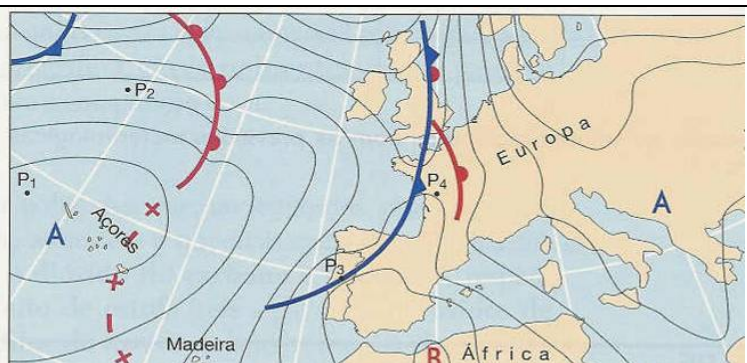 P₂
Europa
P₁
P₄
A
Açores
A
P₃
Madeira
B
África